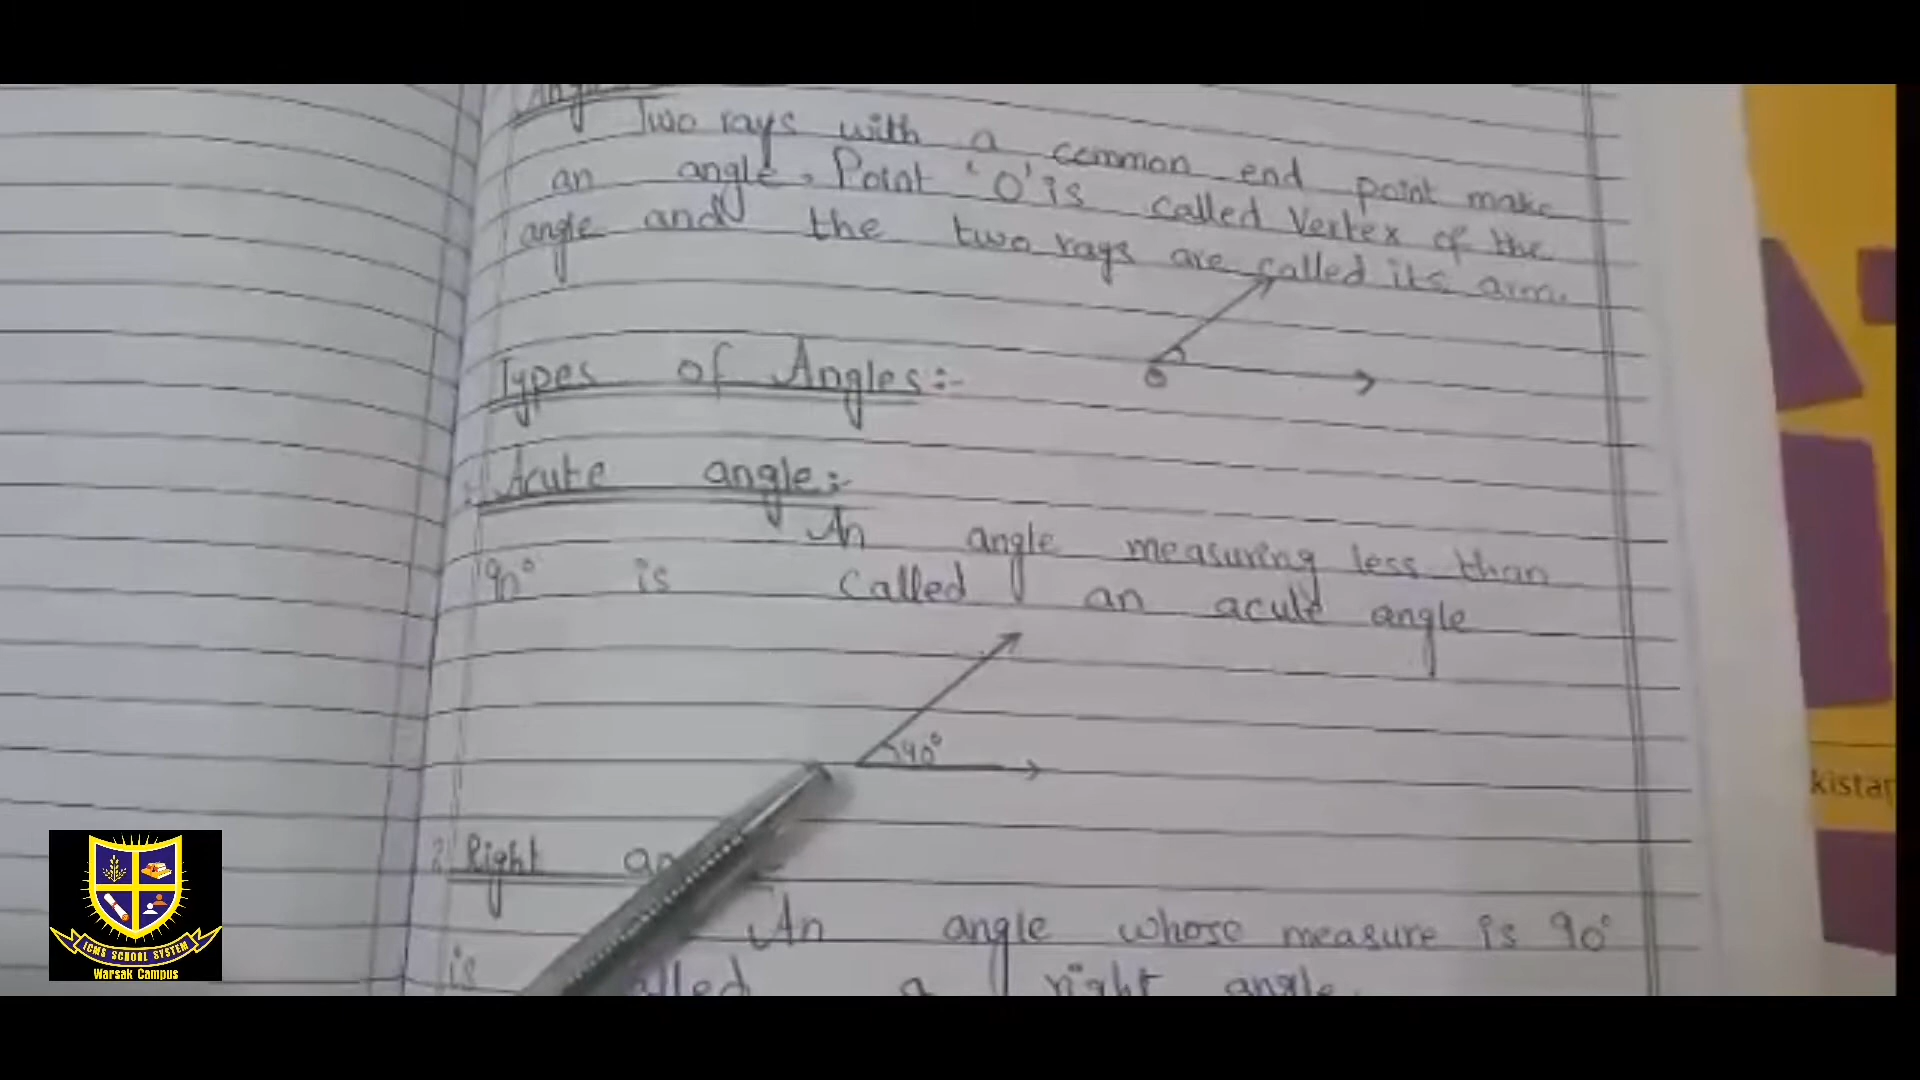 Two rays with a common end point make
an angle. Point 'O' is called Vertex of the
angle and the two rays are called its arm.
O
Types of Angles:-
Acute angle:-
An angle measuring less than
90° is called an acute angle
40°
2. Right
An angle whose measure is 90°
is called a right angle.
kistan
ICMS SCHOOL SYSTEM
Warsak Campus